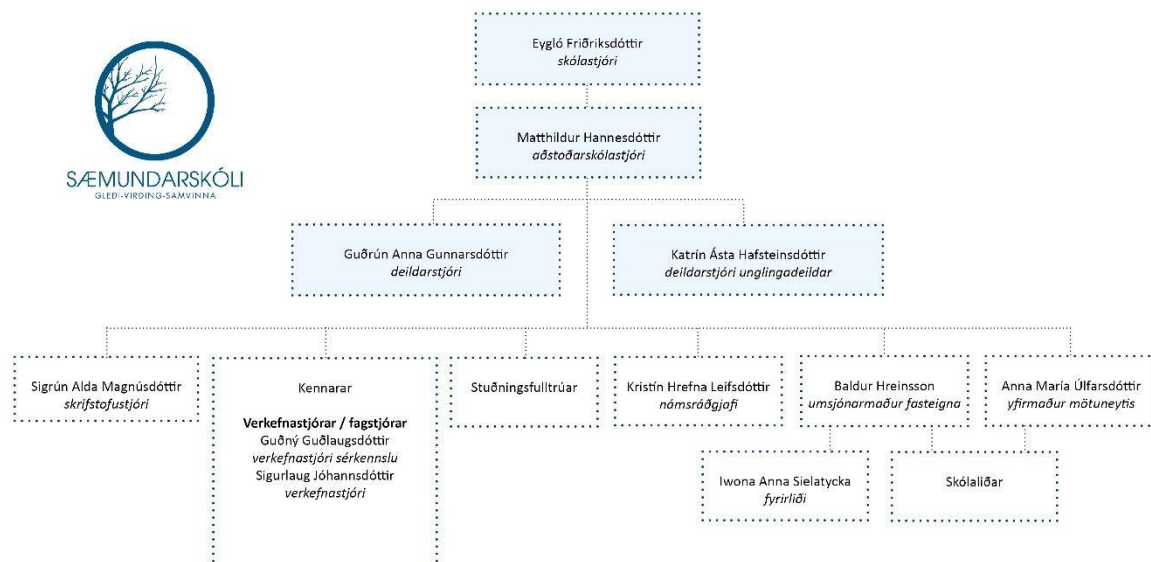 Eygló Friðriksdóttir
skólastjóri
SÆMUNDARSKÓLI
GLEÐI-VIRÐING-SAMVINNA
Matthildur Hannesdóttir
aðstoðarskólastjóri
Guðrún Anna Gunnarsdóttir
deildarstjóri
Katrín Ásta Hafsteinsdóttir
deildarstjóri unglingadeildar
Sigrún Alda Magnúsdóttir
skrifstofustjóri
Kennarar
Verkefnastjórar / fagstjórar
Guðný Guðlaugsdóttir
verkefnastjóri sérkennslu
Sigurlaug Jóhannsdóttir
verkefnastjóri
Stuðningsfulltrúar
Kristín Hrefna Leifsdóttir
námsráðgjafi
Baldur Hreinsson
umsjónarmaður fasteigna
Anna María Úlfarsdóttir
yfirmaður mötuneytis
Iwona Anna Sielatycka
fyrirliði
Skólaliðar